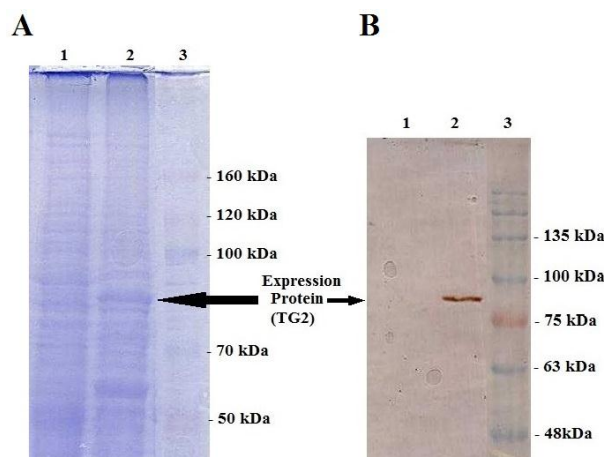 A
1 2 3
- 160 kDa
- 120 kDa
- 100 kDa
- 70 kDa
- 50 kDa
Expression
Protein
(TG2)
B
1 2 3
- 135 kDa
- 100 kDa
- 75 kDa
- 63 kDa
- 48kDa